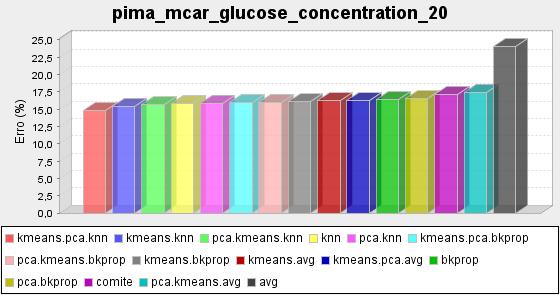 pima_mcar_glucose_concentration_20
Erro (%)
25,0
22,5
20,0
17,5
15,0
12,5
10,0
7,5
5,0
2,5
0,0
kmeans.pca.knn kmeans.knn pca.kmeans.knn knn pca.knn kmeans.pca.bkprop
pca.kmeans.bkprop kmeans.bkprop kmeans.avg kmeans.pca.avg bkprop
pca.bkprop comite pca.kmeans.avg avg